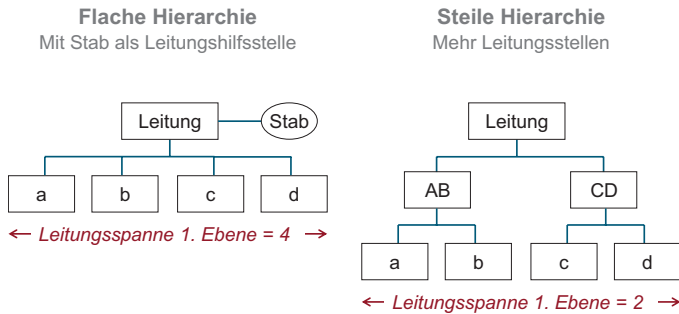 Flache Hierarchie
Mit Stab als Leitungshilfsstelle
Leitung
Stab
a
b
c
d
Leitungsspanne 1. Ebene = 4
Steile Hierarchie
Mehr Leitungsstellen
Leitung
AB
CD
a
b
c
d
Leitungsspanne 1. Ebene = 2